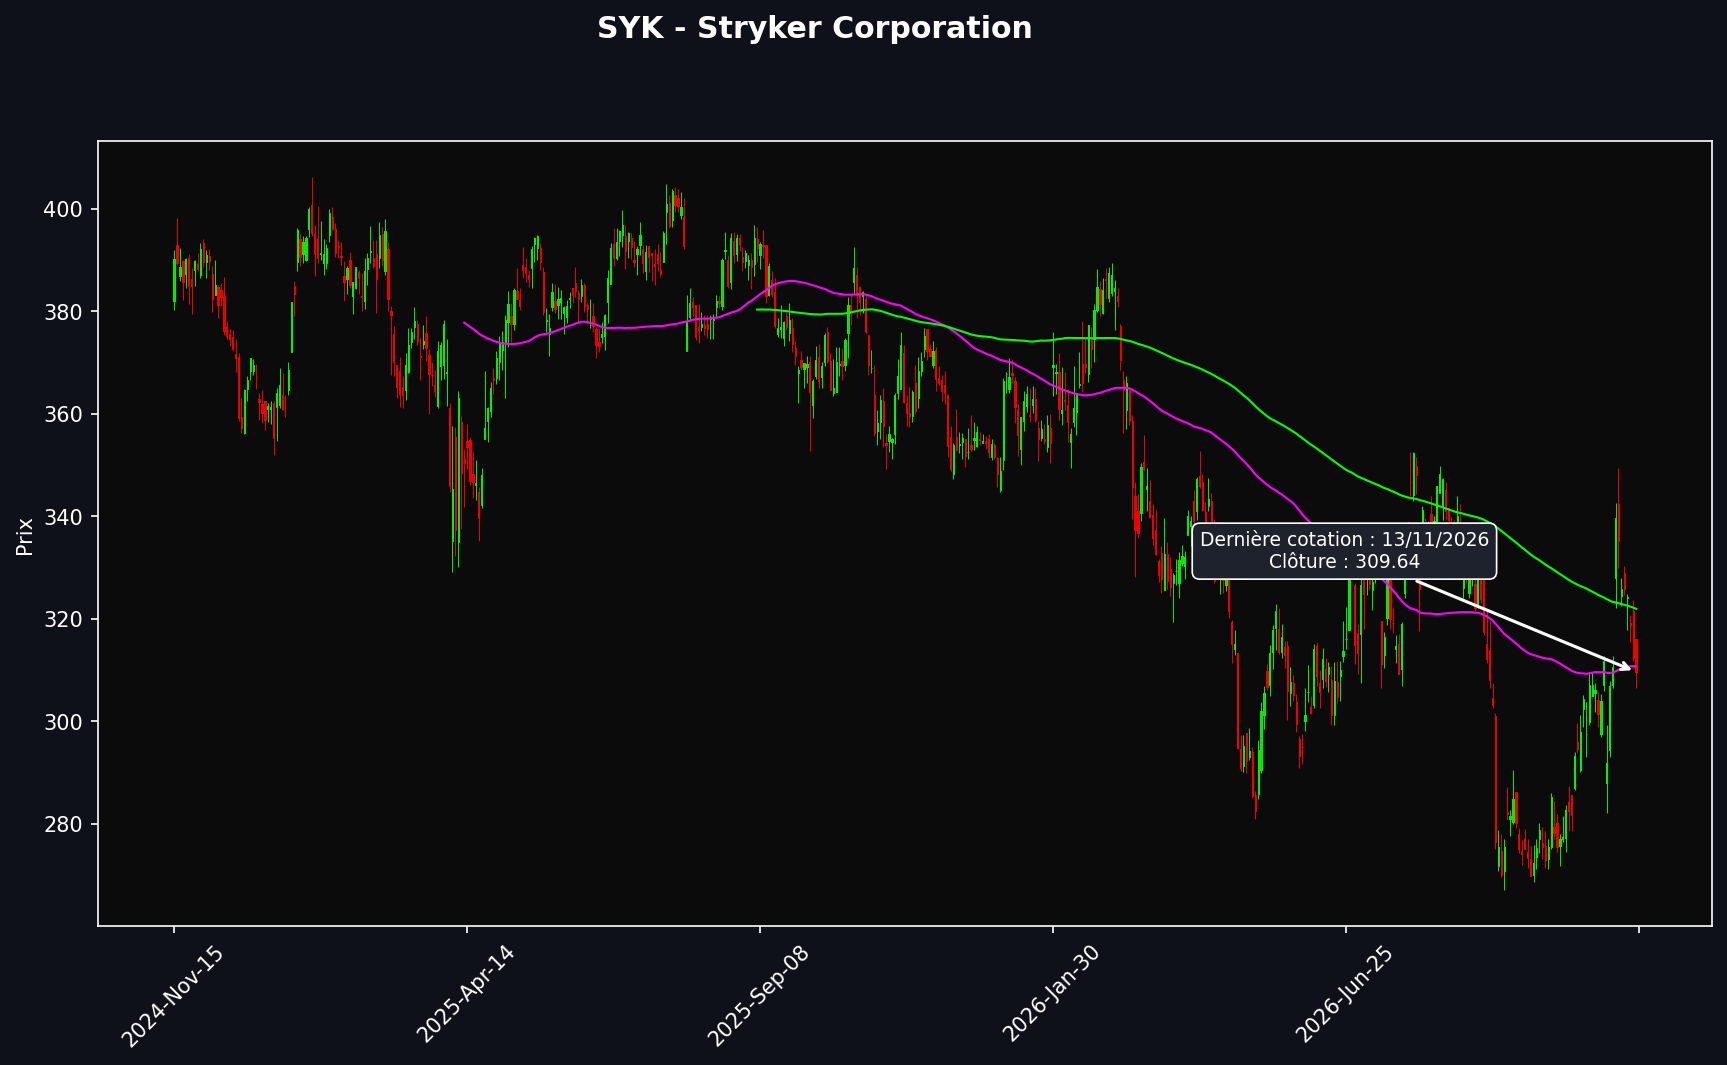 SYK - Stryker Corporation
Prix
400
380
360
340
320
300
280
Dernière cotation : 13/11/2026
Clôture : 309.64
2024-Nov-15
2025-Apr-14
2025-Sep-08
2026-Jan-30
2026-Jun-25